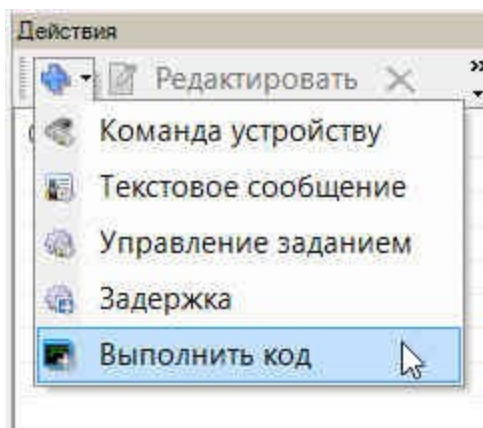 Действия
Редактировать
Команда устройству
Текстовое сообщение
Управление заданием
Задержка
Выполнить код